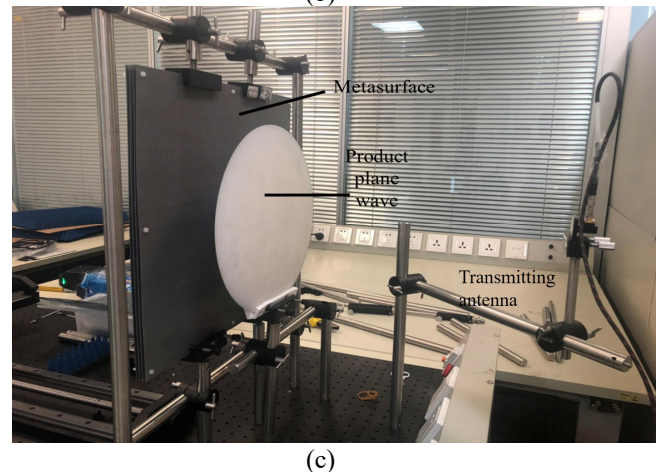 Metasurface
Product
plane
wave
Transmitting
antenna
(c)